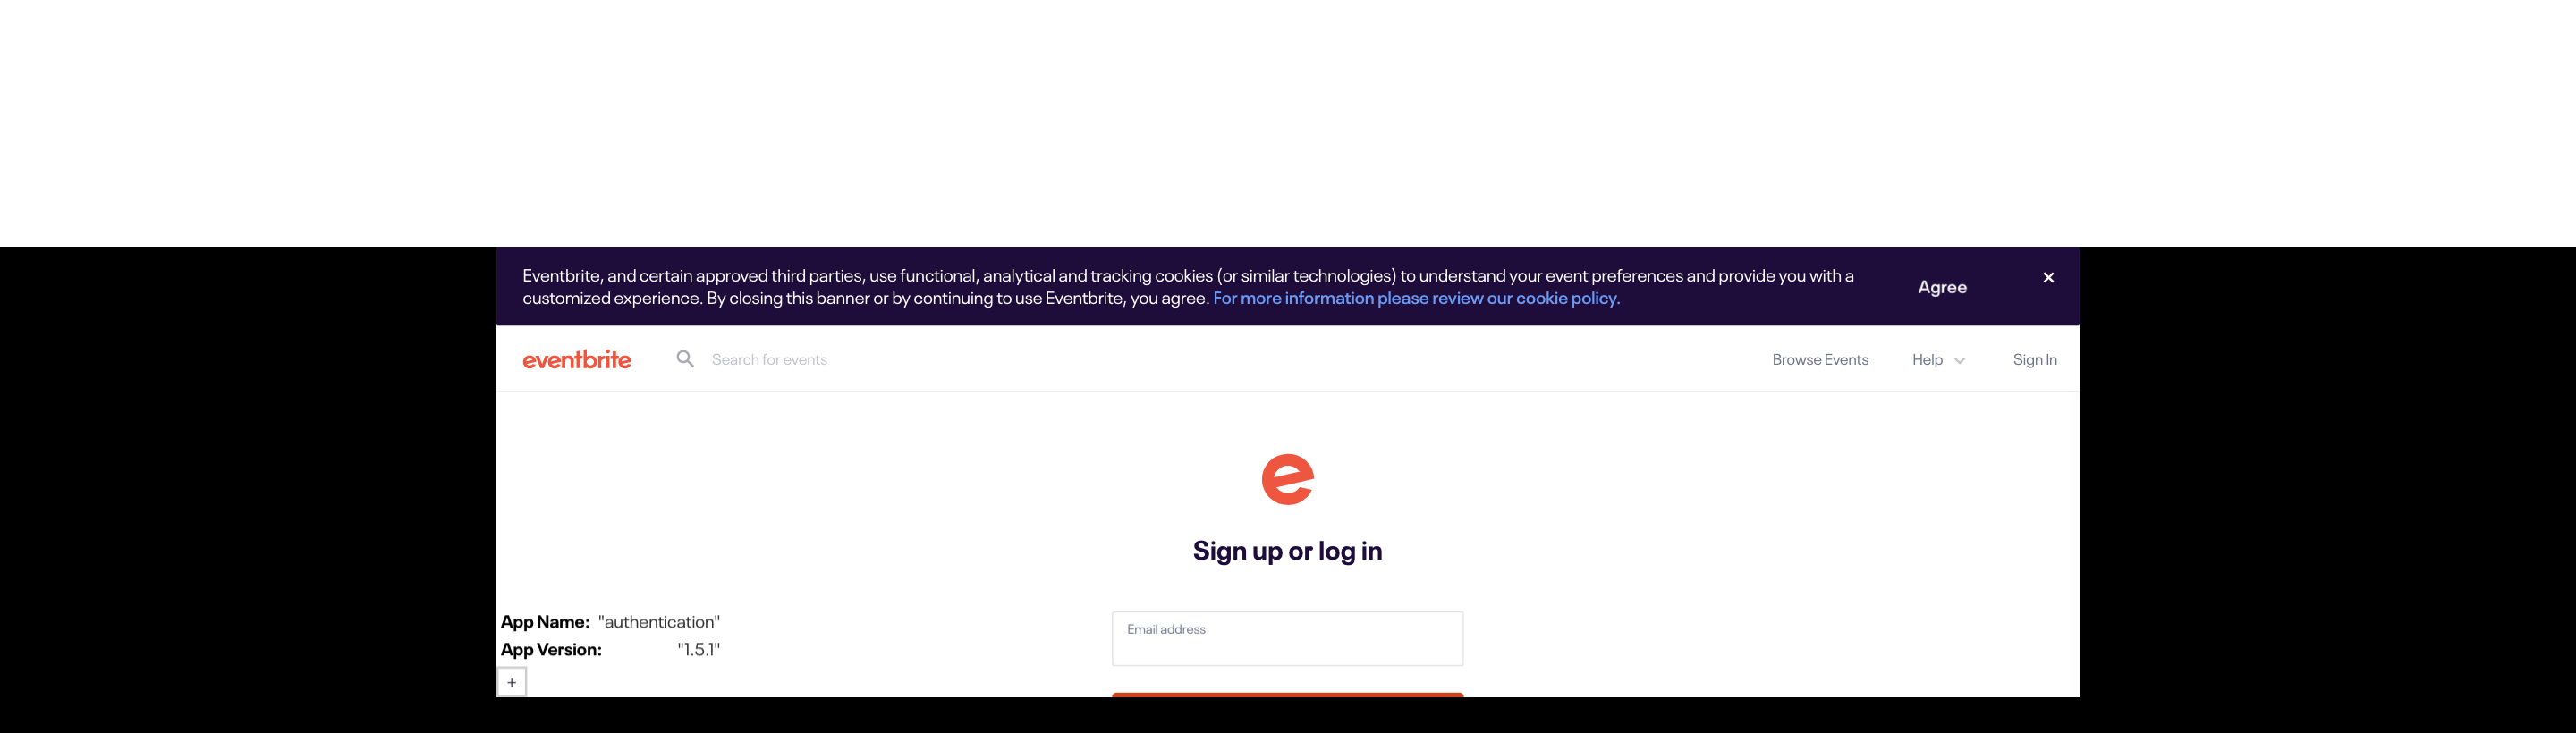 Eventbrite, and certain approved third parties, use functional, analytical and tracking cookies (or similar technologies) to understand your event preferences and provide you with a
customized experience. By closing this banner or by continuing to use Eventbrite, you agree. For more information please review our cookie policy.
Agree
×
eventbrite
Search for events
Browse Events
Help
Sign In
e
Sign up or log in
App Name: "authentication"
App Version: "1.5.1"
+
Email address